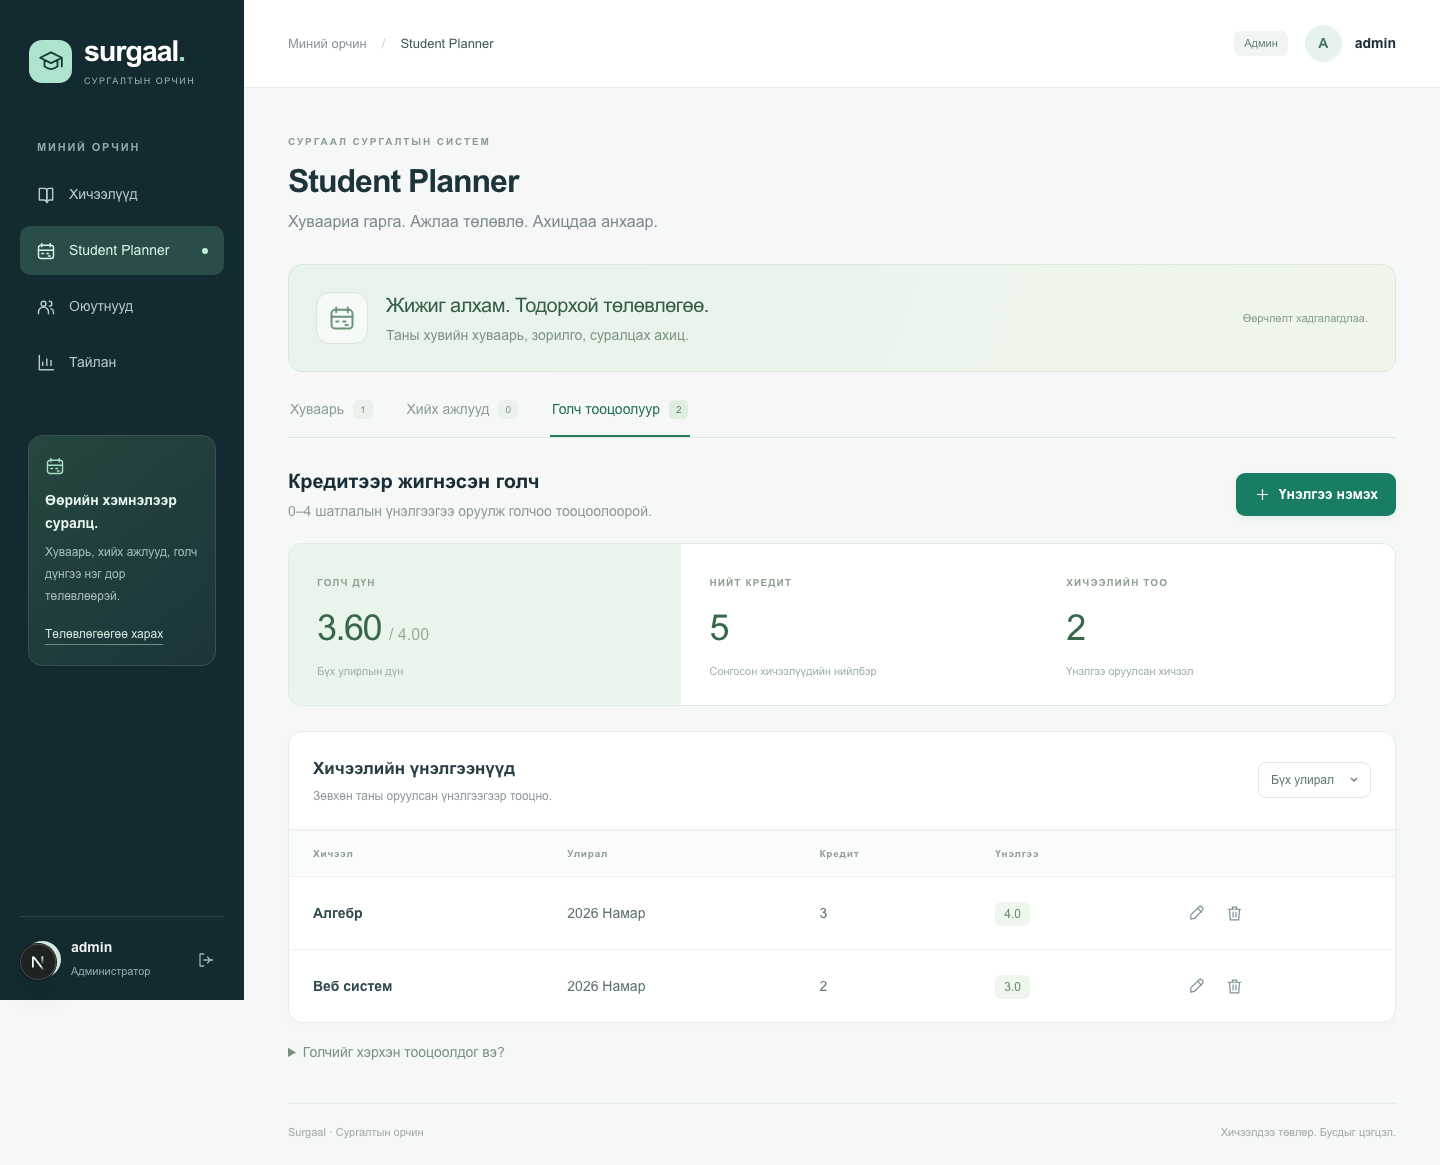 surgaal.
СУРГАЛТЫН ОРЧИН
МИНИЙ ОРЧИН
Хичээлүүд
Student Planner
Оюутнууд
Тайлан
Өөрийн хэмнэлээр
суралц.
Хуваарь, хийх ажлууд, голч
дүнгээ нэг дор
төлөвлөөрэй.
Төлөвлөгөөгөө харах
N
admin
Администратор
Миний орчин / Student Planner
Админ
A
admin
СУРГААЛ СУРГАЛТЫН СИСТЕМ
Student Planner
Хуваариа гарга. Ажлаа төлөвлө. Ахицдаа анхаар.
Жижиг алхам. Тодорхой төлөвлөгөө.
Таны хувийн хуваарь, зорилго, суралцах ахиц.
Өөрчлөлт хадгалагдлаа.
Хуваарь 1
Хийх ажлууд 0
Голч тооцоолуур 2
Кредитээр жигнэсэн голч
0–4 шатлалын үнэлгээгээ оруулж голчоо тооцоолоорой.
Үнэлгээ нэмэх
ГОЛЧ ДҮН
3.60 / 4.00
Бүх улирлын дүн
НИЙТ КРЕДИТ
5
Сонгосон хичээлүүдийн нийлбэр
ХИЧЭЭЛИЙН ТОО
2
Үнэлгээ оруулсан хичээл
Хичээлийн үнэлгээнүүд
Зөвхөн таны оруулсан үнэлгээгээр тооцно.
Бүх улирал
Хичээл Улирал Кредит Үнэлгээ
Алгебр 2026 Намар 3 4.0
Веб систем 2026 Намар 2 3.0
Голчийг хэрхэн тооцоолдог вэ?
Surgaal · Сургалтын орчин
Хичээлдээ төвлөр. Бусдыг цэгцэл.